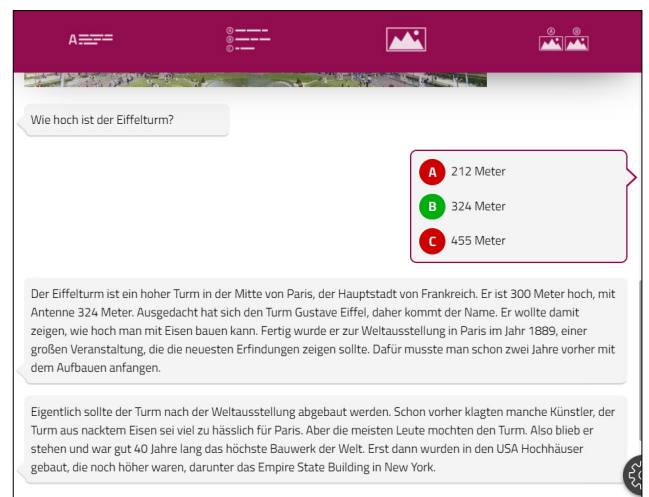 A
A
B
C
A B
Wie hoch ist der Eiffelturm?
A 212 Meter
B 324 Meter
C 455 Meter
Der Eiffelturm ist ein hoher Turm in der Mitte von Paris, der Hauptstadt von Frankreich. Er ist 300 Meter hoch, mit
Antenne 324 Meter. Ausgedacht hat sich den Turm Gustave Eiffel, daher kommt der Name. Er wollte damit
zeigen, wie hoch man mit Eisen bauen kann. Fertig wurde er zur Weltausstellung in Paris im Jahr 1889, einer
großen Veranstaltung, die die neuesten Erfindungen zeigen sollte. Dafür musste man schon zwei Jahre vorher mit
dem Aufbauen anfangen.
Eigentlich sollte der Turm nach der Weltausstellung abgebaut werden. Schon vorher klagten manche Künstler, der
Turm aus nacktem Eisen sei viel zu hässlich für Paris. Aber die meisten Leute mochten den Turm. Also blieb er
stehen und war gut 40 Jahre lang das höchste Bauwerk der Welt. Erst dann wurden in den USA Hochhäuser
gebaut, die noch höher waren, darunter das Empire State Building in New York.